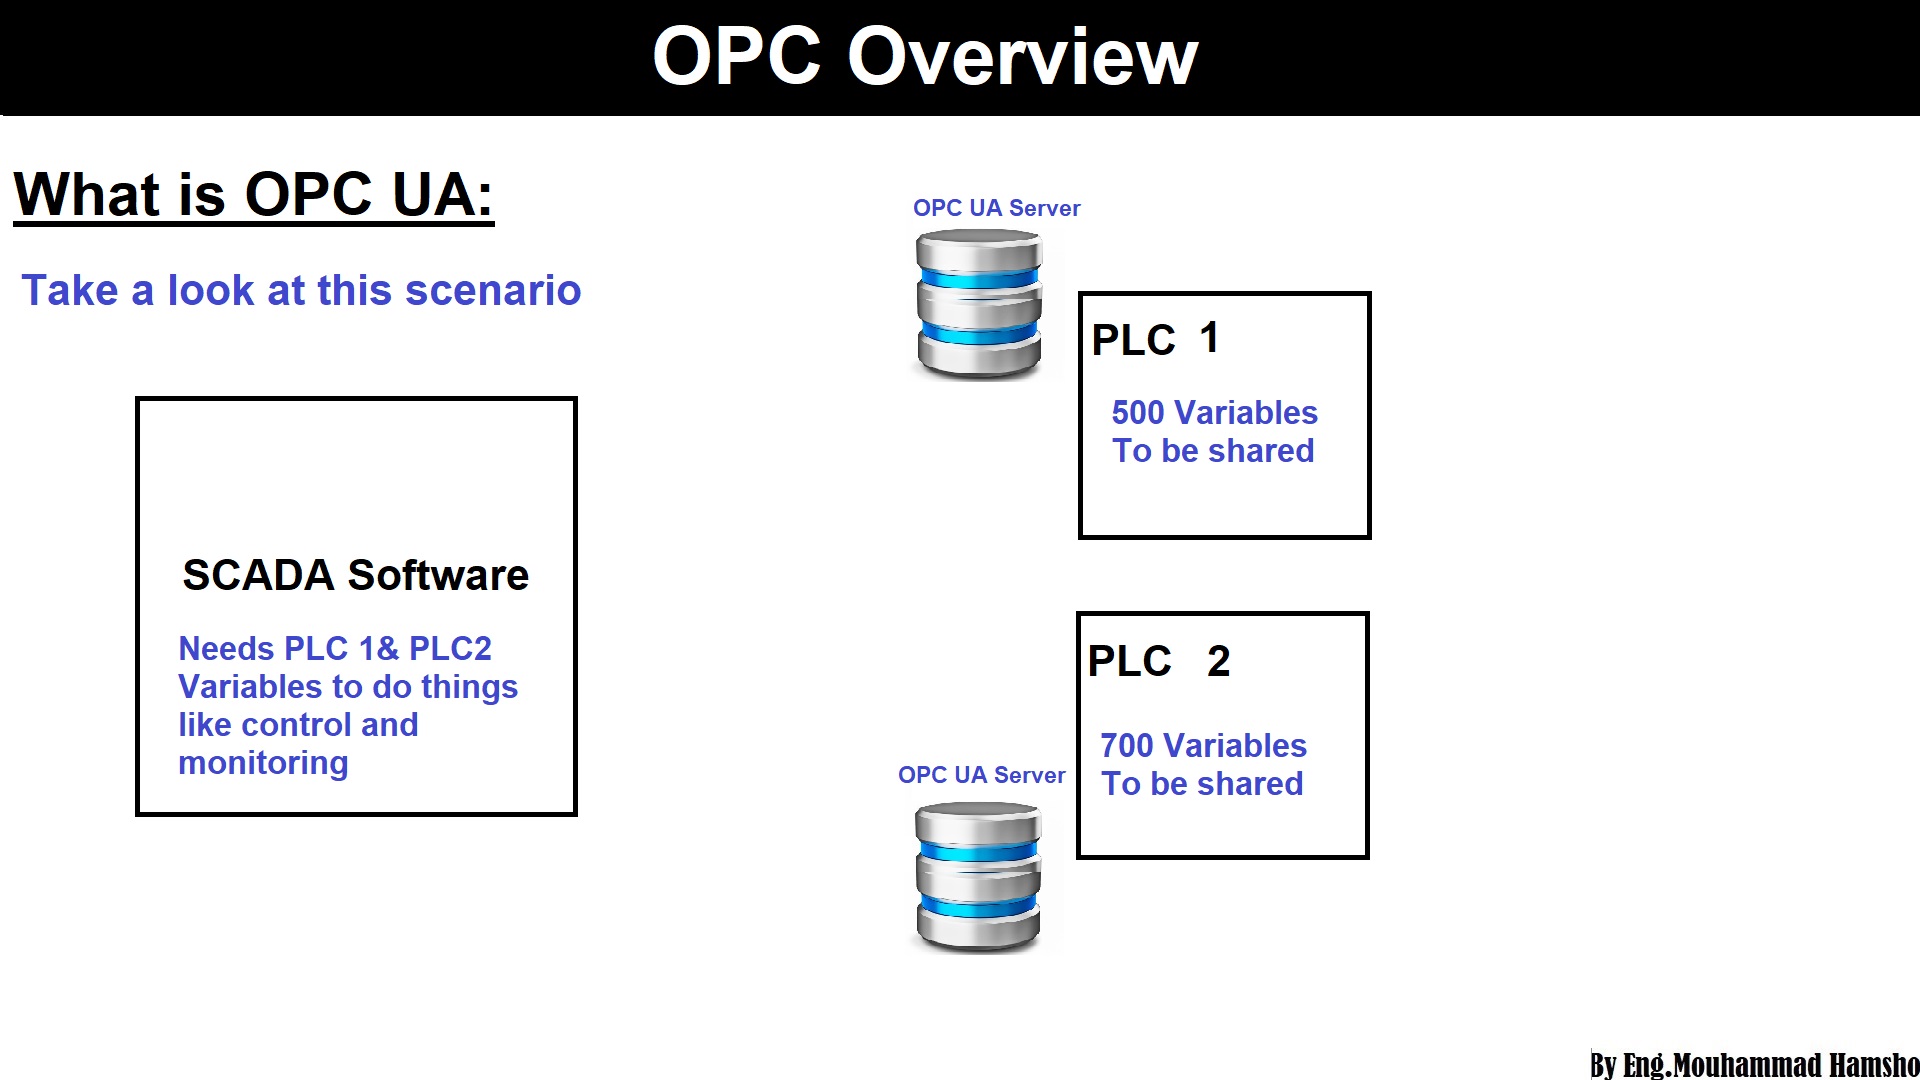 OPC Overview
What is OPC UA:
Take a look at this scenario
SCADA Software
Needs PLC 1& PLC2
Variables to do things
like control and
monitoring
OPC UA Server
PLC 1
500 Variables
To be shared
PLC 2
700 Variables
To be shared
OPC UA Server
By Eng.Mouhammad Hamsho